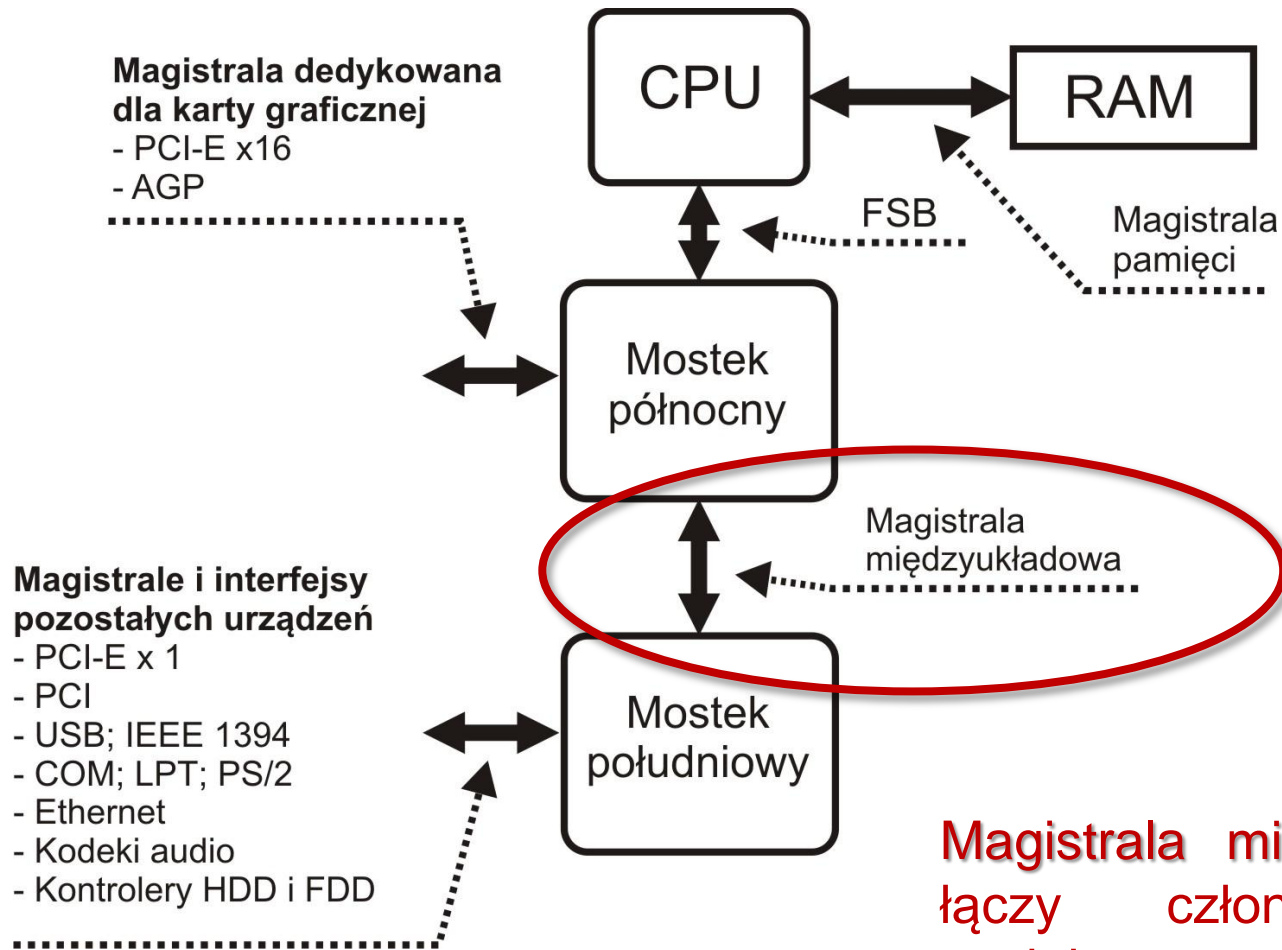 Magistrala dedykowana
dla karty graficznej
- PCI-E x16
- AGP
CPU
RAM
FSB
Magistrala
pamięci
Mostek
północny
Magistrala
międzyukładowa
Magistrale i interfejsy
pozostałych urządzeń
- PCI-E x 1
- PCI
- USB; IEEE 1394
- COM; LPT; PS/2
- Ethernet
- Kodeki audio
- Kontrolery HDD i FDD
Mostek
południowy
Magistrala
łączy